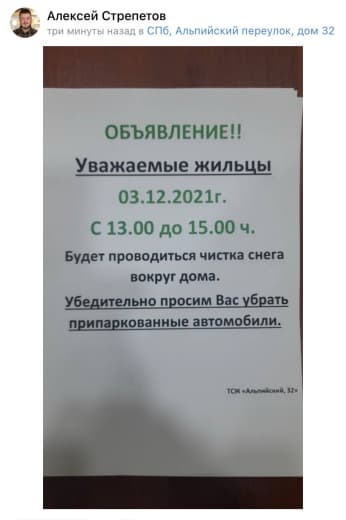 Алексей Стрепетов
три минуты назад в СПб, Альпийский переулок, дом 32
ОБЪЯВЛЕНИЕ!!
Уважаемые жильцы
03.12.2021г.
С 13.00 до 15.00 ч.
Будет проводиться чистка снега
вокруг дома.
Убедительно просим Вас убрать
припаркованные автомобили.
ТСЖ «Альпийский, 32»